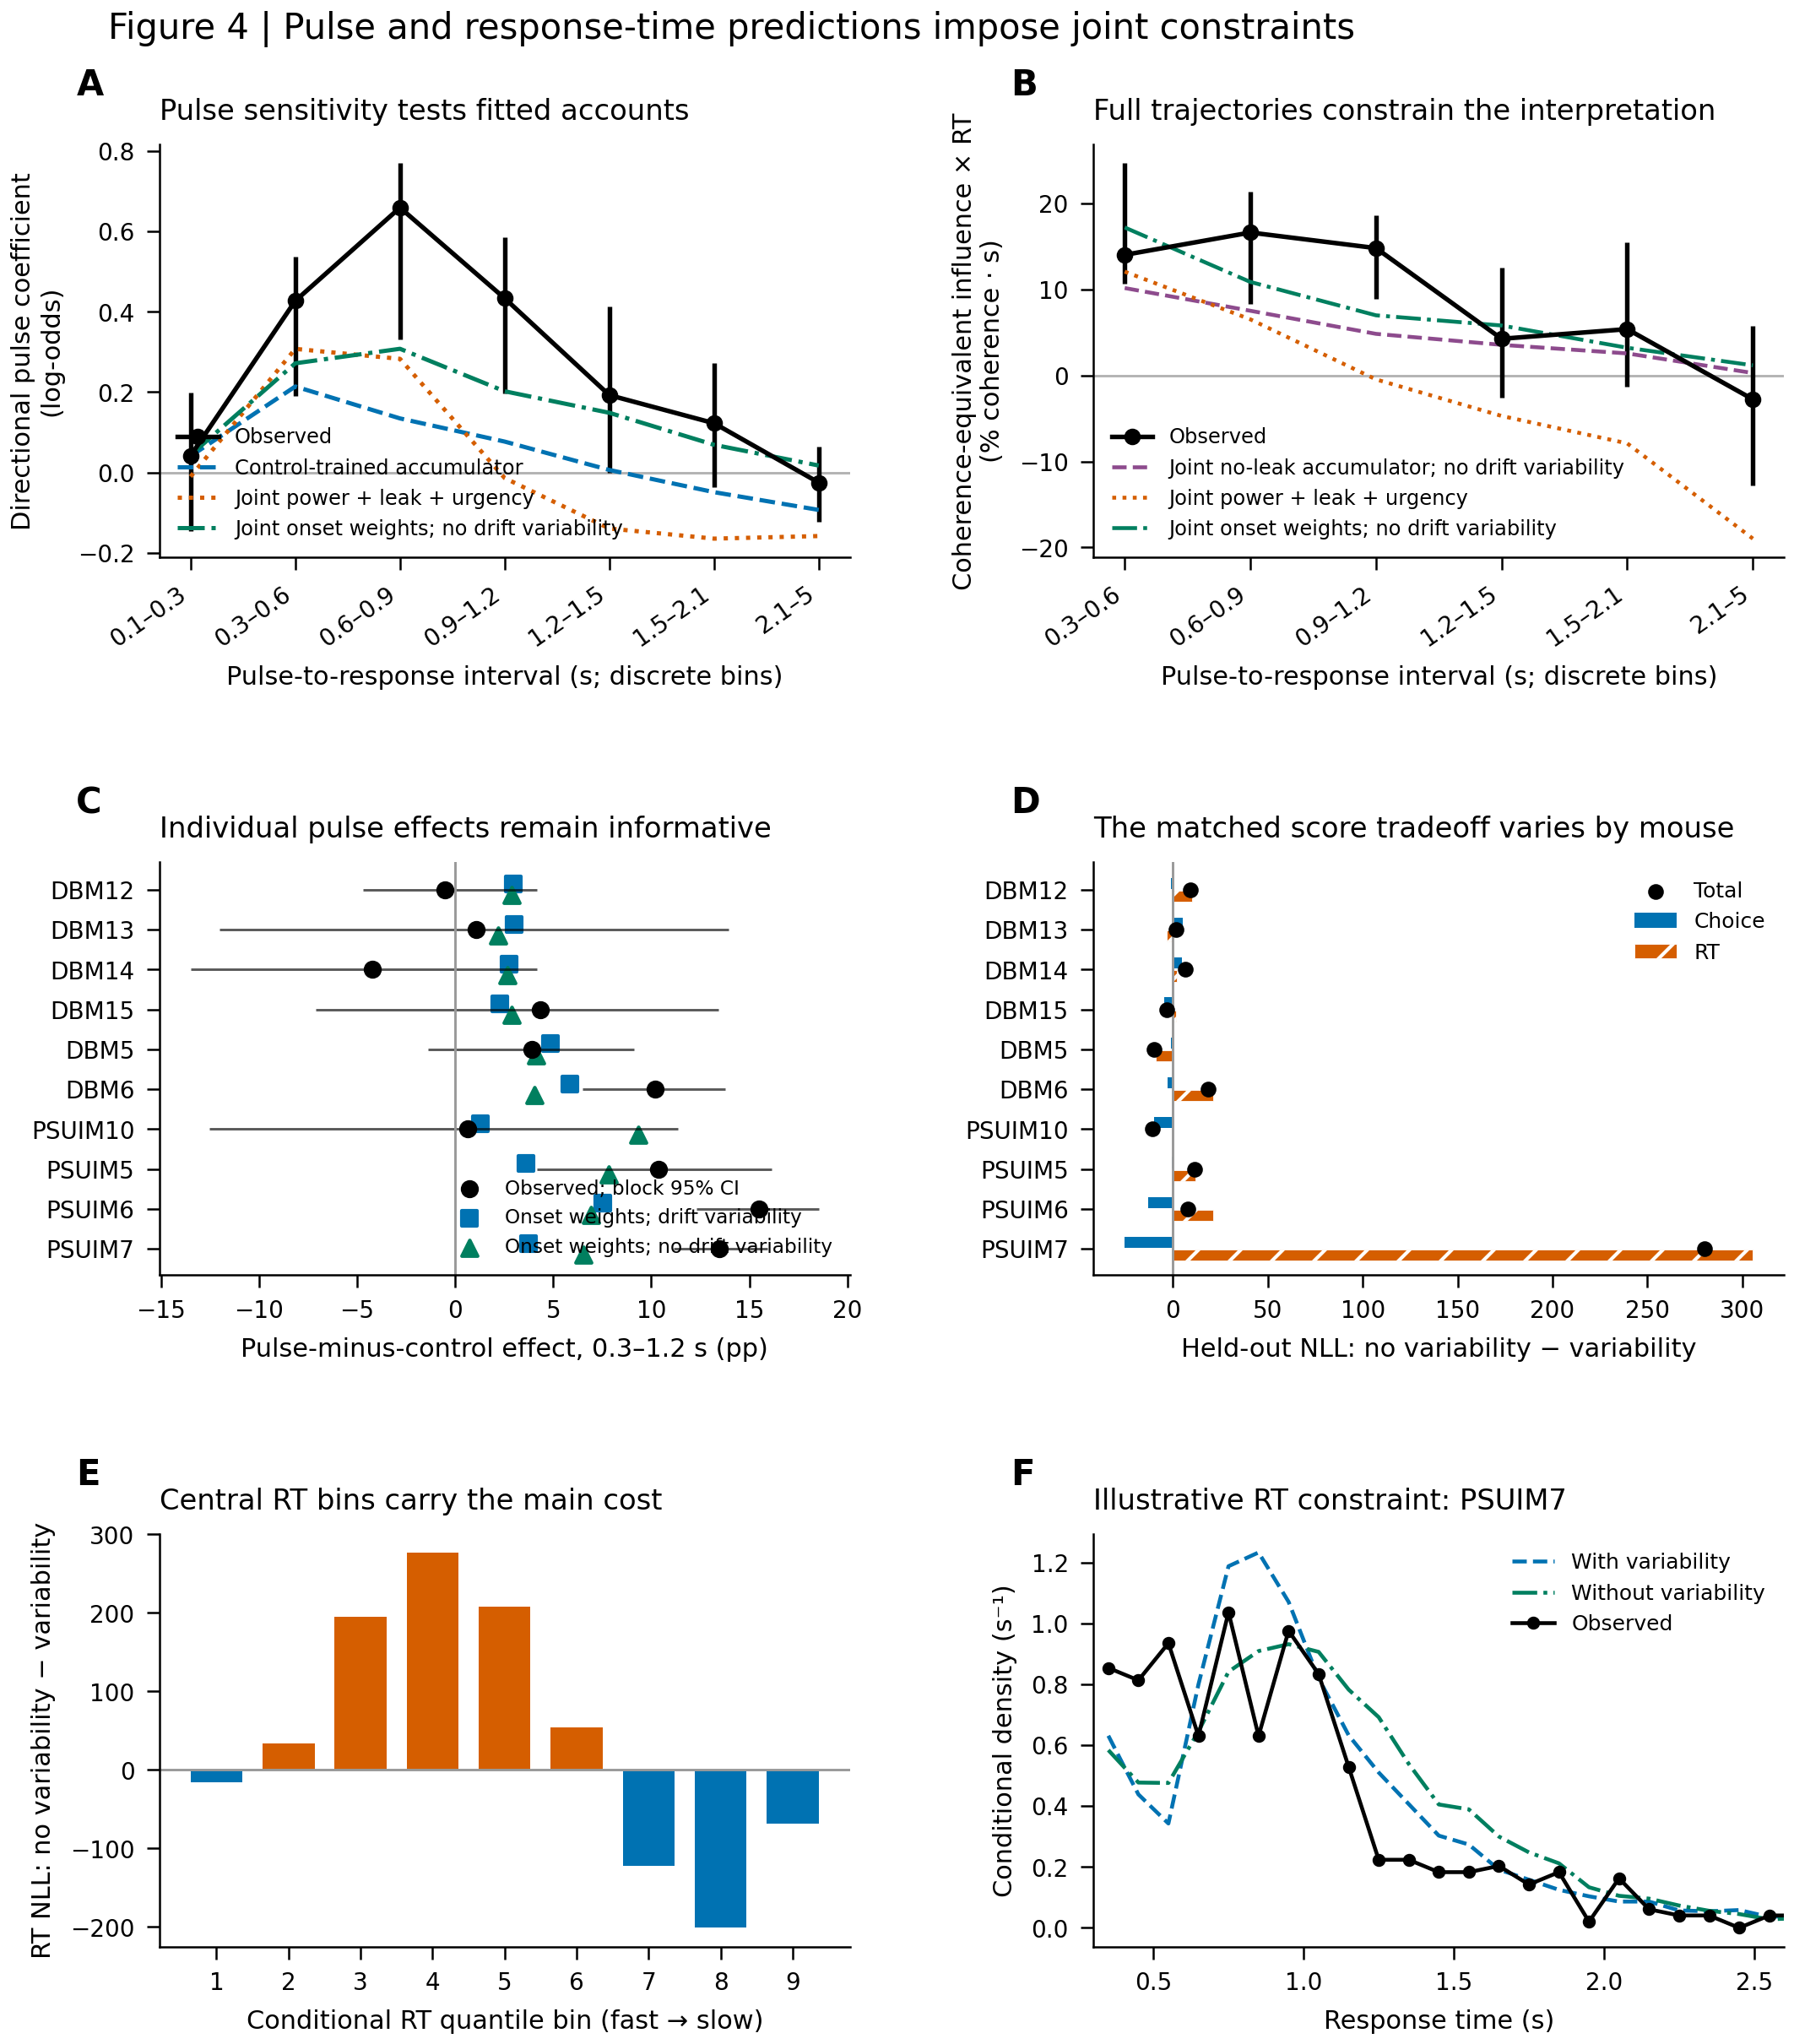 Figure 4 | Pulse and response-time predictions impose joint constraints
A
Pulse sensitivity tests fitted accounts
Directional pulse coefficient
(log-odds)
0.8
0.6
0.4
0.2
0.0
−0.2
Observed
Control-trained accumulator
Joint power + leak + urgency
Joint onset weights; no drift variability
0.1–0.3
0.3–0.6
0.6–0.9
0.9–1.2
1.2–1.5
1.5–2.1
2.1–5
Pulse-to-response interval (s; discrete bins)
B
Full trajectories constrain the interpretation
Coherence-equivalent influence × RT
(% coherence · s)
20
10
0
−10
−20
Observed
Joint no-leak accumulator; no drift variability
Joint power + leak + urgency
Joint onset weights; no drift variability
0.3–0.6
0.6–0.9
0.9–1.2
1.2–1.5
1.5–2.1
2.1–5
Pulse-to-response interval (s; discrete bins)
C
Individual pulse effects remain informative
DBM12
DBM13
DBM14
DBM15
DBM5
DBM6
PSUIM10
PSUIM5
PSUIM6
PSUIM7
Observed; block 95% CI
Onset weights; drift variability
Onset weights; no drift variability
−15
−10
−5
0
5
10
15
20
Pulse-minus-control effect, 0.3–1.2 s (pp)
D
The matched score tradeoff varies by mouse
DBM12
DBM13
DBM14
DBM15
DBM5
DBM6
PSUIM10
PSUIM5
PSUIM6
PSUIM7
Total
Choice
RT
0
50
100
150
200
250
300
Held-out NLL: no variability − variability
E
Central RT bins carry the main cost
RT NLL: no variability − variability
300
200
100
0
−100
−200
1
2
3
4
5
6
7
8
9
Conditional RT quantile bin (fast → slow)
F
Illustrative RT constraint: PSUIM7
Conditional density (s⁻¹)
1.2
1.0
0.8
0.6
0.4
0.2
0.0
With variability
Without variability
Observed
0.5
1.0
1.5
2.0
2.5
Response time (s)